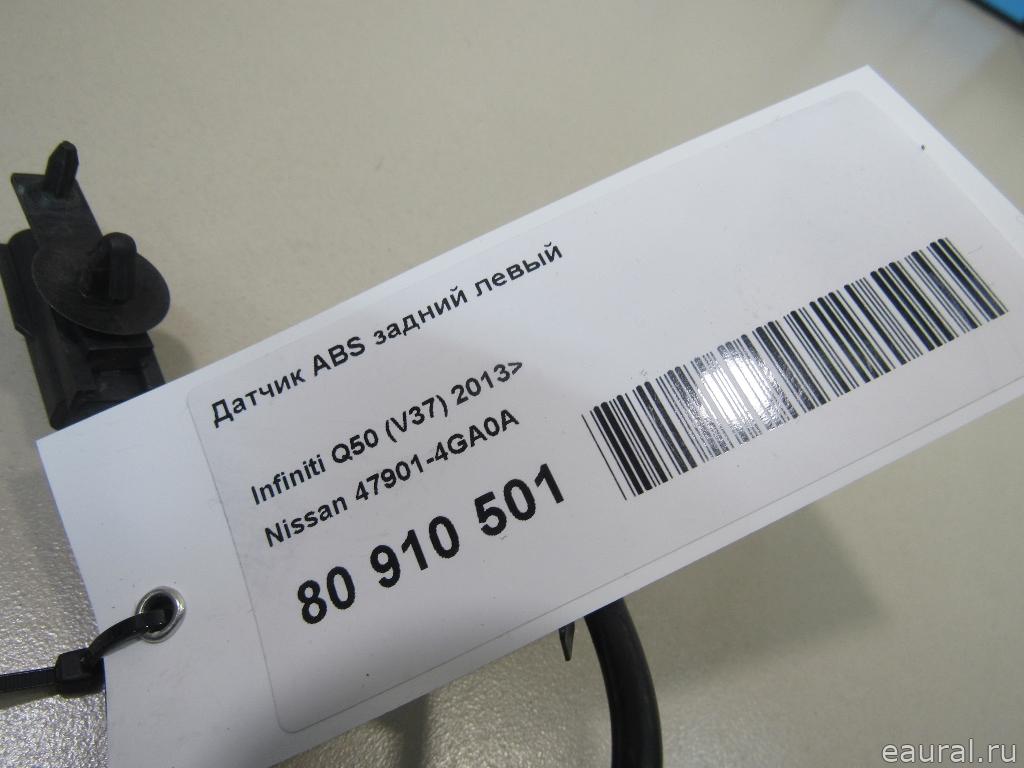 Датчик ABS задний левый
Infiniti Q50 (V37) 2013>
Nissan 47901-4GA0A
80 910 501
eaural.ru